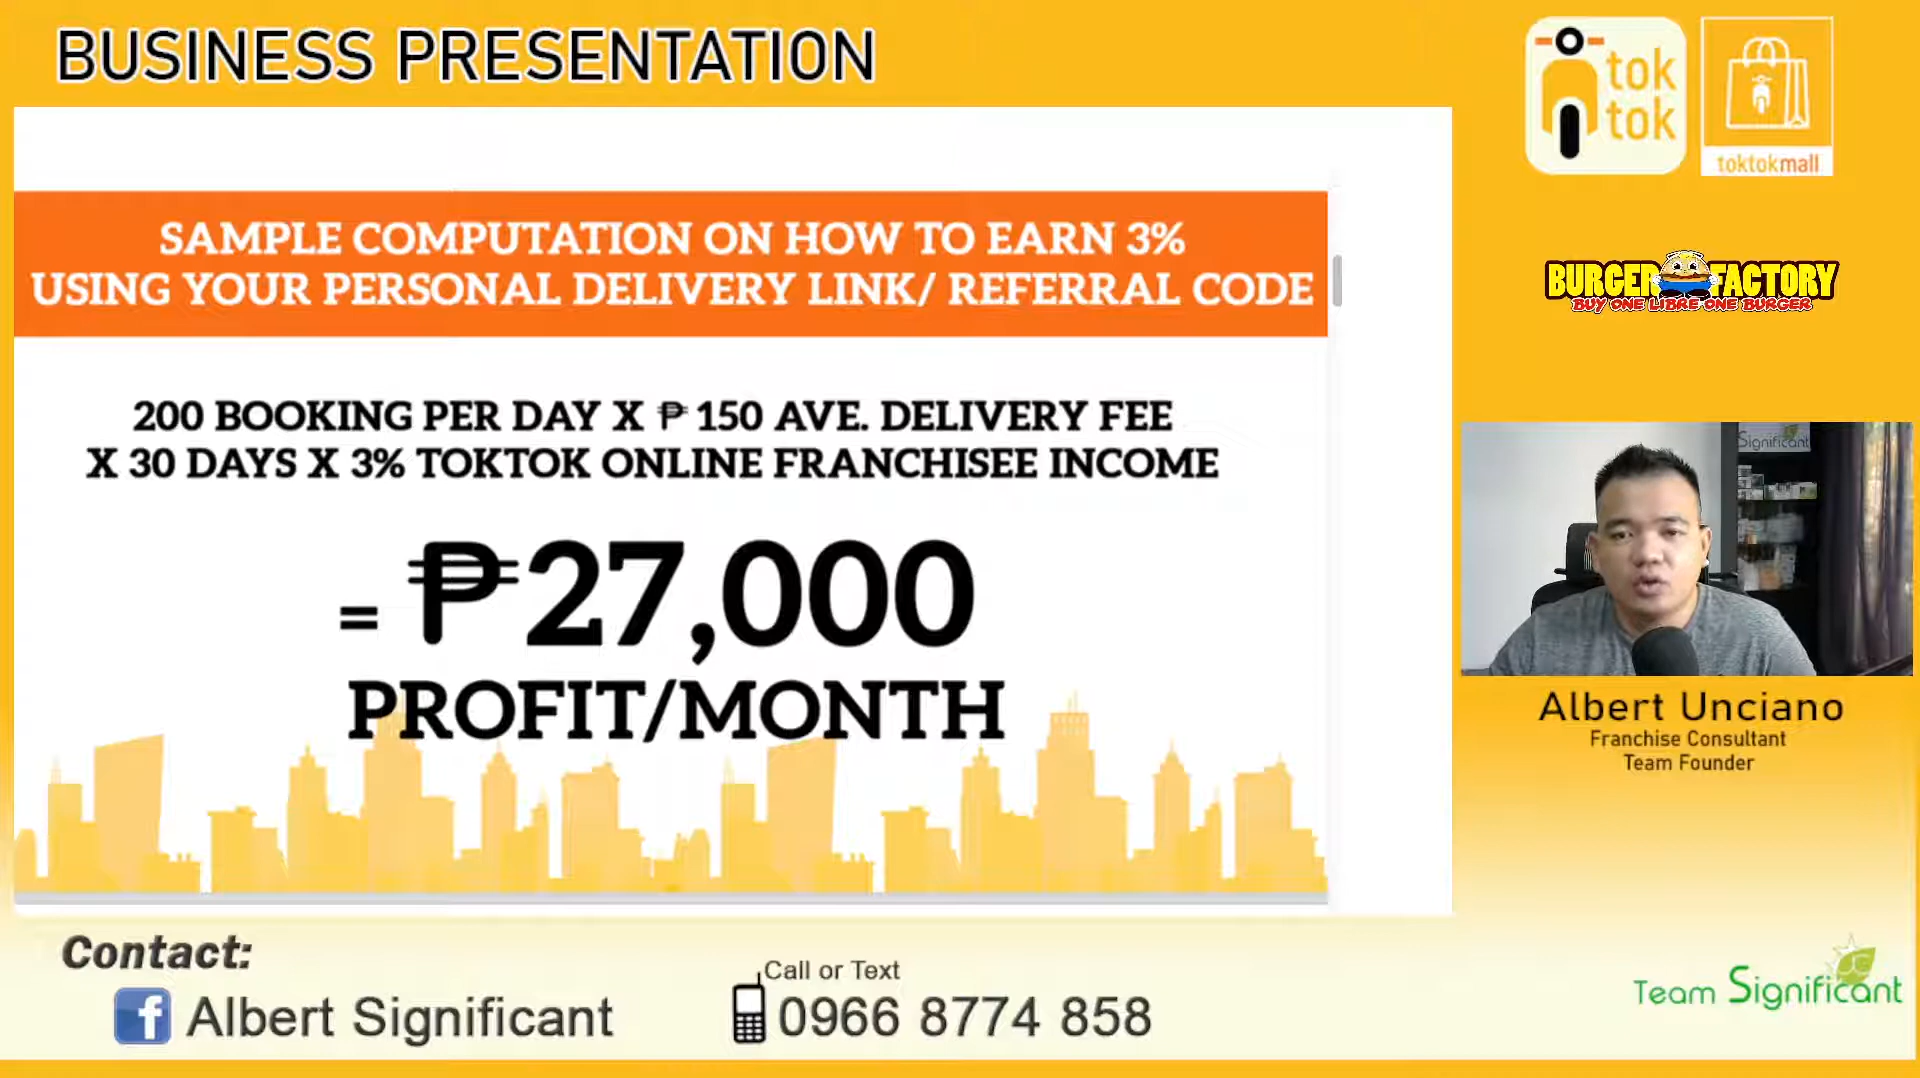 BUSINESS PRESENTATION
tok
tok
toktokmall
SAMPLE COMPUTATION ON HOW TO EARN 3%
USING YOUR PERSONAL DELIVERY LINK/ REFERRAL CODE
BURGER FACTORY
BUY ONE LIBRE ONE BURGER
200 BOOKING PER DAY X ₱ 150 AVE. DELIVERY FEE
X 30 DAYS X 3% TOKTOK ONLINE FRANCHISEE INCOME
= ₱27,000
PROFIT/MONTH
Significant
Albert Unciano
Franchise Consultant
Team Founder
Contact:
f Albert Significant
Call or Text
0966 8774 858
JC
Team Significant